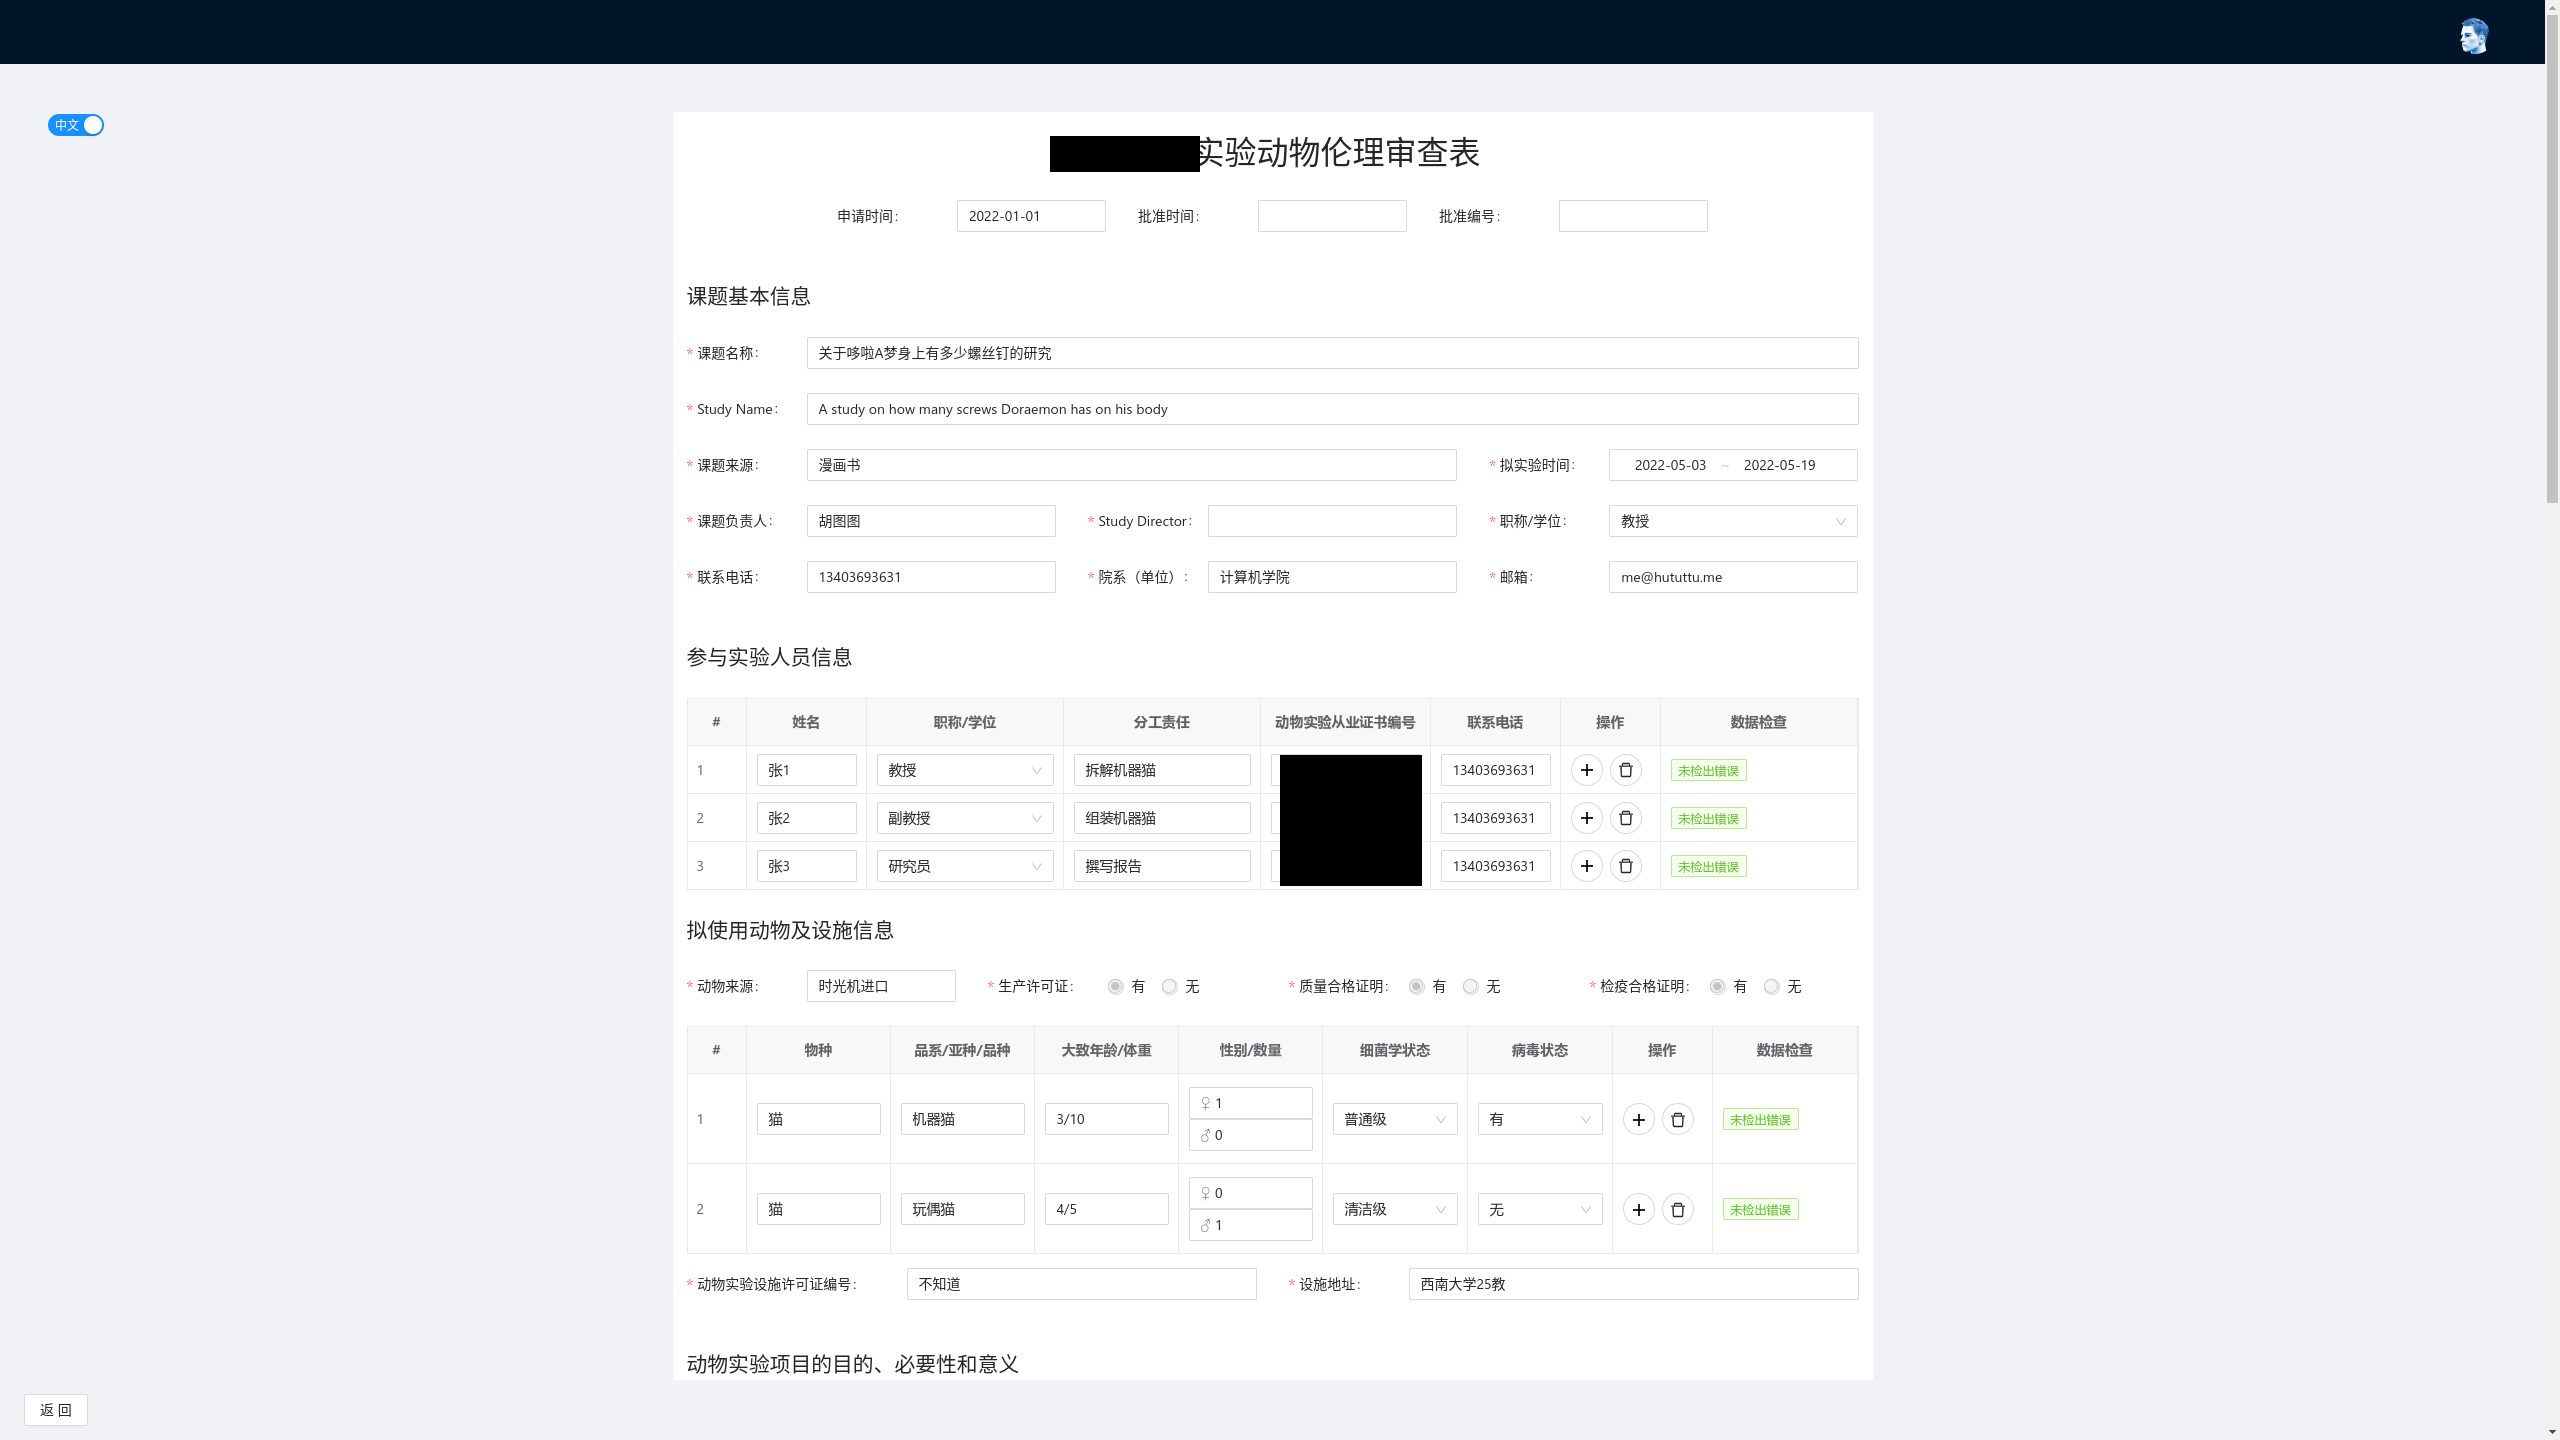 中文
实验动物伦理审查表
申请时间： 2022-01-01 批准时间： 批准编号：
课题基本信息
* 课题名称： 关于哆啦A梦身上有多少螺丝钉的研究
* Study Name： A study on how many screws Doraemon has on his body
* 课题来源： 漫画书 * 拟实验时间： 2022-05-03 ~ 2022-05-19
* 课题负责人： 胡图图 * Study Director： * 职称/学位： 教授
* 联系电话： 13403693631 * 院系（单位）： 计算机学院 * 邮箱： me@hututtu.me
参与实验人员信息
# 姓名 职称/学位 分工责任 动物实验从业证书编号 联系电话 操作 数据检查
1 张1 教授 拆解机器猫 13403693631 未检出错误
2 张2 副教授 组装机器猫 13403693631 未检出错误
3 张3 研究员 撰写报告 13403693631 未检出错误
拟使用动物及设施信息
* 动物来源： 时光机进口 * 生产许可证： 有 无 * 质量合格证明： 有 无 * 检疫合格证明： 有 无
# 物种 品系/亚种/品种 大致年龄/体重 性别/数量 细菌学状态 病毒状态 操作 数据检查
1 猫 机器猫 3/10 ♀ 1 普通级 有 未检出错误
♂ 0
2 猫 玩偶猫 4/5 ♀ 0 清洁级 无 未检出错误
♂ 1
* 动物实验设施许可证编号： 不知道 * 设施地址： 西南大学25教
动物实验项目的目的、必要性和意义
返 回